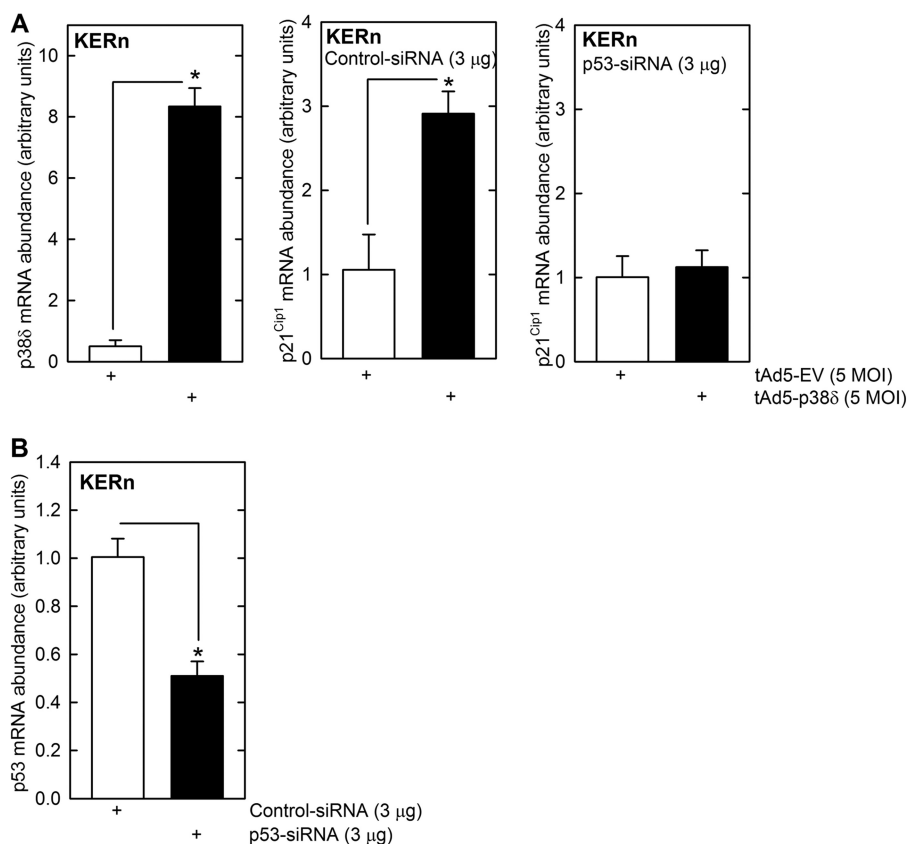 A
p38δ mRNA abundance (arbitrary units)
10
8
6
4
2
0
KERn
*
+
+
p21Cip1 mRNA abundance (arbitrary units)
4
3
2
1
0
KERn
Control-siRNA (3 μg)
*
+
+
p21Cip1 mRNA abundance (arbitrary units)
4
3
2
1
0
KERn
p53-siRNA (3 μg)
+
+
tAd5-EV (5 MOI)
tAd5-p38δ (5 MOI)
B
p53 mRNA abundance (arbitrary units)
1.4
1.2
1.0
0.8
0.6
0.4
0.2
0.0
KERn
*
+ Control-siRNA (3 μg)
+ p53-siRNA (3 μg)